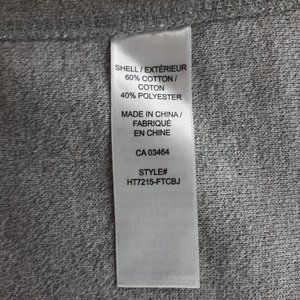 SHELL / EXTÉRIEUR
60% COTTON /
COTON
40% POLYESTER
MADE IN CHINA /
FABRIQUÉ
EN CHINE
CA 03464
STYLE#
HT7215-FTCBJ